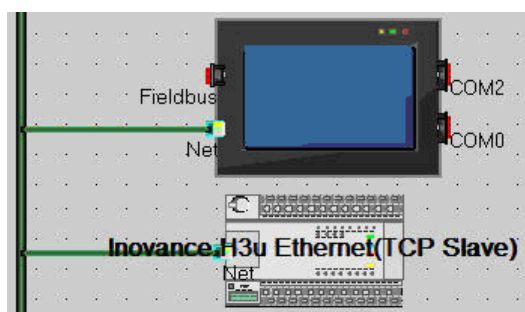 Fieldbus
COM2
Net
COM0
Inovance H3u Ethernet(TCP Slave)
Net